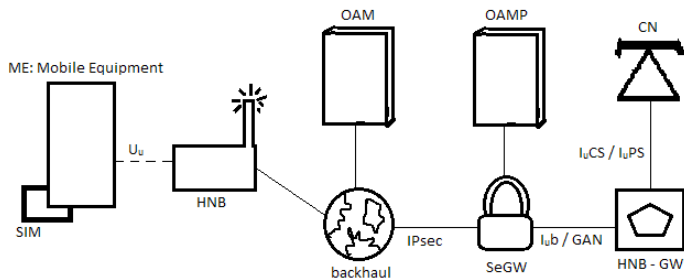 OAM
OAMP
CN
ME: Mobile Equipment
Uu
IuCS / IuPS
HNB
SIM
IPsec
Iub / GAN
backhaul
SeGW
HNB - GW